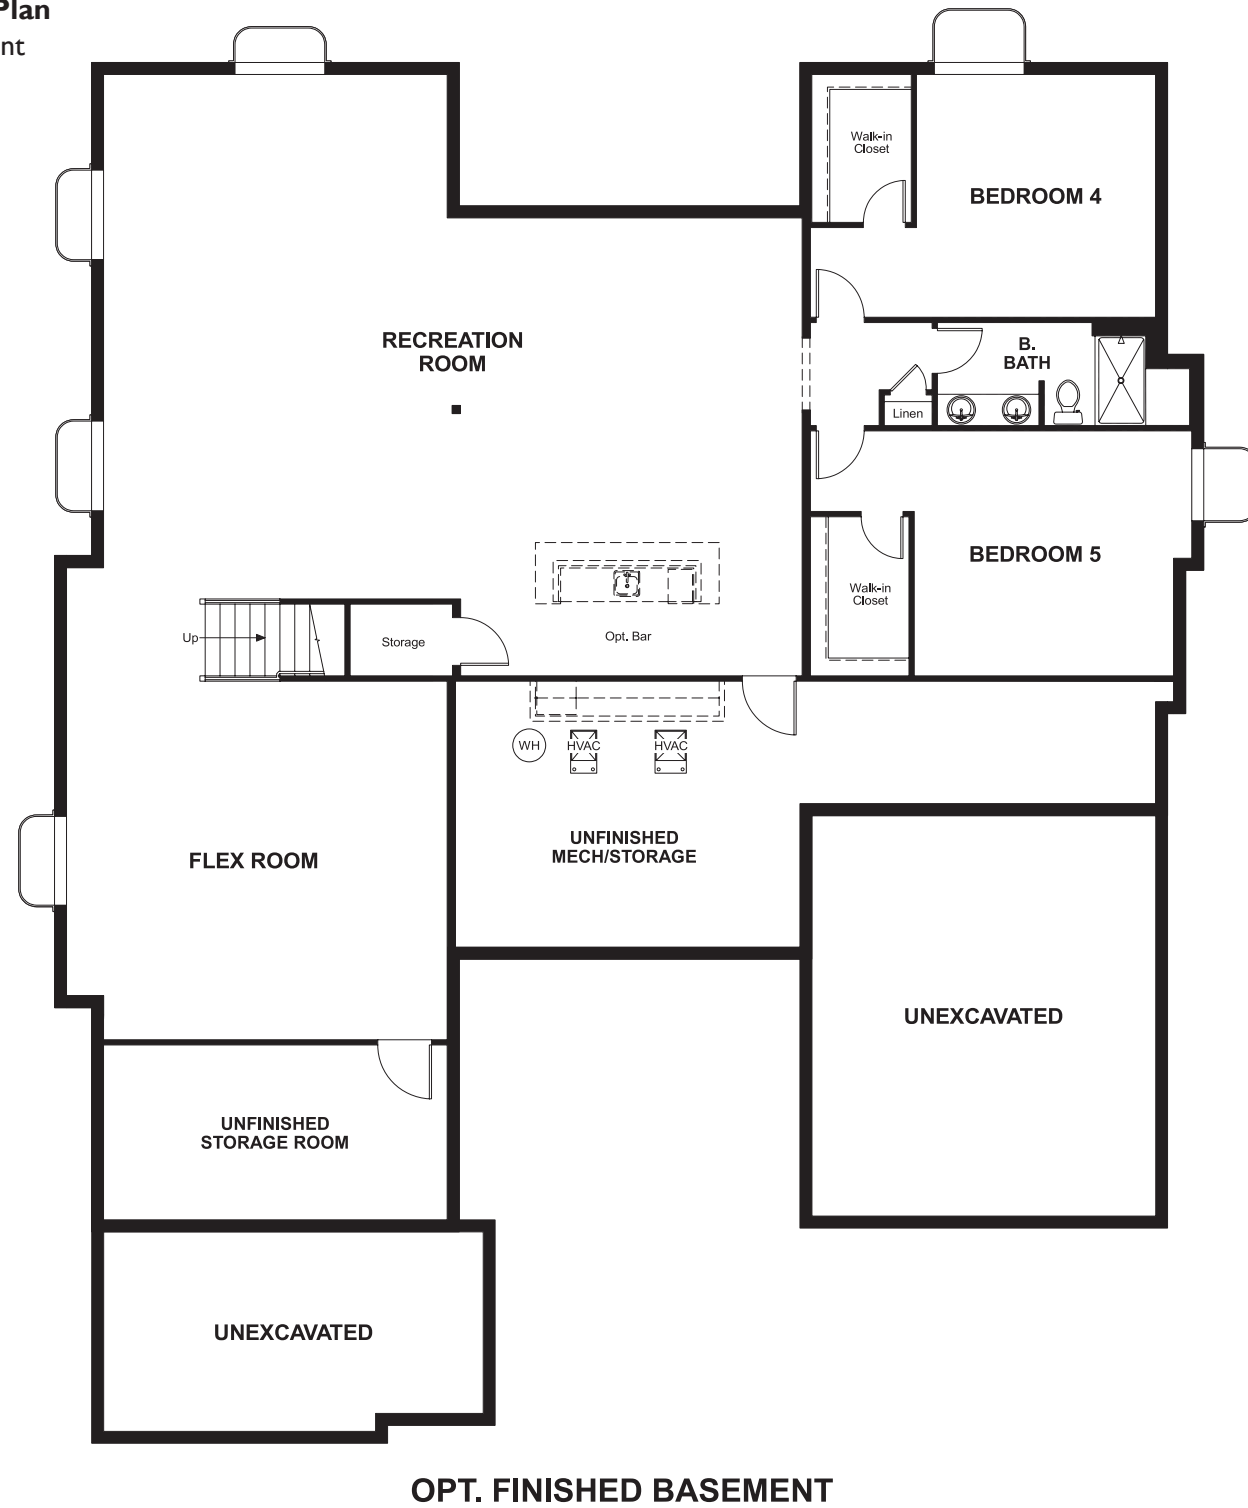 Plan
nt
Walk-in
Closet
BEDROOM 4
RECREATION
ROOM
B.
BATH
Linen
BEDROOM 5
Walk-in
Closet
Up
Storage
Opt. Bar
WH
HVAC
HVAC
UNFINISHED
MECH/STORAGE
FLEX ROOM
UNEXCAVATED
UNFINISHED
STORAGE ROOM
UNEXCAVATED
OPT. FINISHED BASEMENT